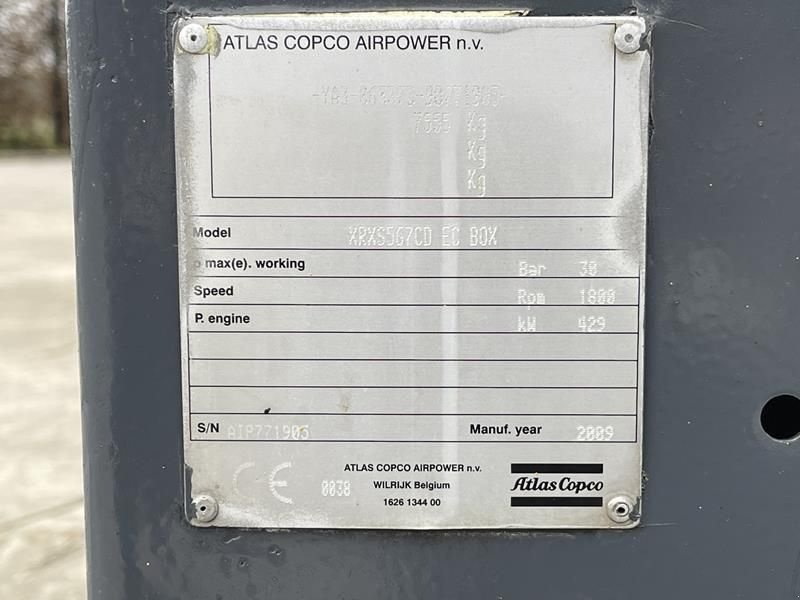 ATLAS COPCO AIRPOWER n.v.
7555 Kg
Kg
Kg
Model XRXS567CD EC BOX
p max(e). working Bar 30
Speed Rpm 1800
P. engine kW 429
S/N AIP771905 Manuf. year 2009
CE 0038
ATLAS COPCO AIRPOWER n.v.
WILRIJK Belgium
1626 1344 00
Atlas Copco